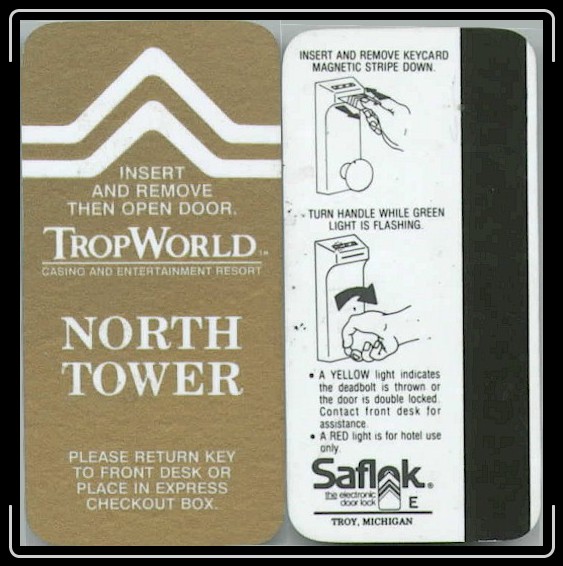 INSERT
AND REMOVE
THEN OPEN DOOR.
TROPWORLD™
CASINO AND ENTERTAINMENT RESORT
NORTH
TOWER
PLEASE RETURN KEY
TO FRONT DESK OR
PLACE IN EXPRESS
CHECKOUT BOX.
INSERT AND REMOVE KEYCARD
MAGNETIC STRIPE DOWN.
TURN HANDLE WHILE GREEN
LIGHT IS FLASHING.
• A YELLOW light indicates
the deadbolt is thrown or
the door is double locked.
Contact front desk for
assistance.
• A RED light is for hotel use
only.
Saflok®
the electronic
door lock
E
TROY, MICHIGAN